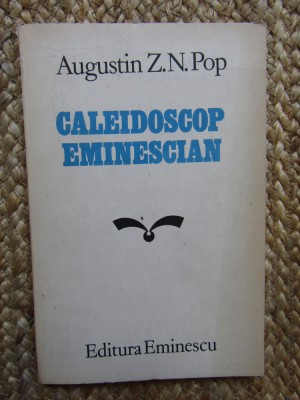 Augustin Z.N. Pop
CALEIDOSCOP
EMINESCIAN
Editura Eminescu